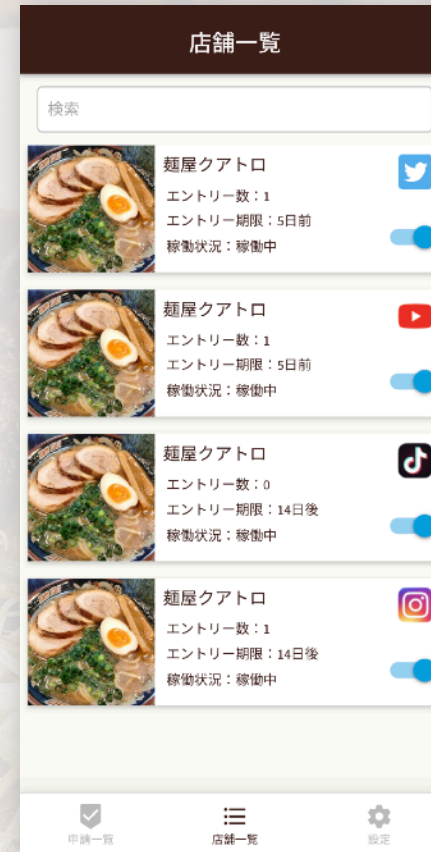 店舗一覧
検索
麺屋クアトロ
エントリー数：1
エントリー期限：5日前
稼働状況：稼働中
麺屋クアトロ
エントリー数：1
エントリー期限：5日前
稼働状況：稼働中
麺屋クアトロ
エントリー数：0
エントリー期限：14日後
稼働状況：稼働中
麺屋クアトロ
エントリー数：1
エントリー期限：14日後
稼働状況：稼働中
申請一覧
店舗一覧
設定